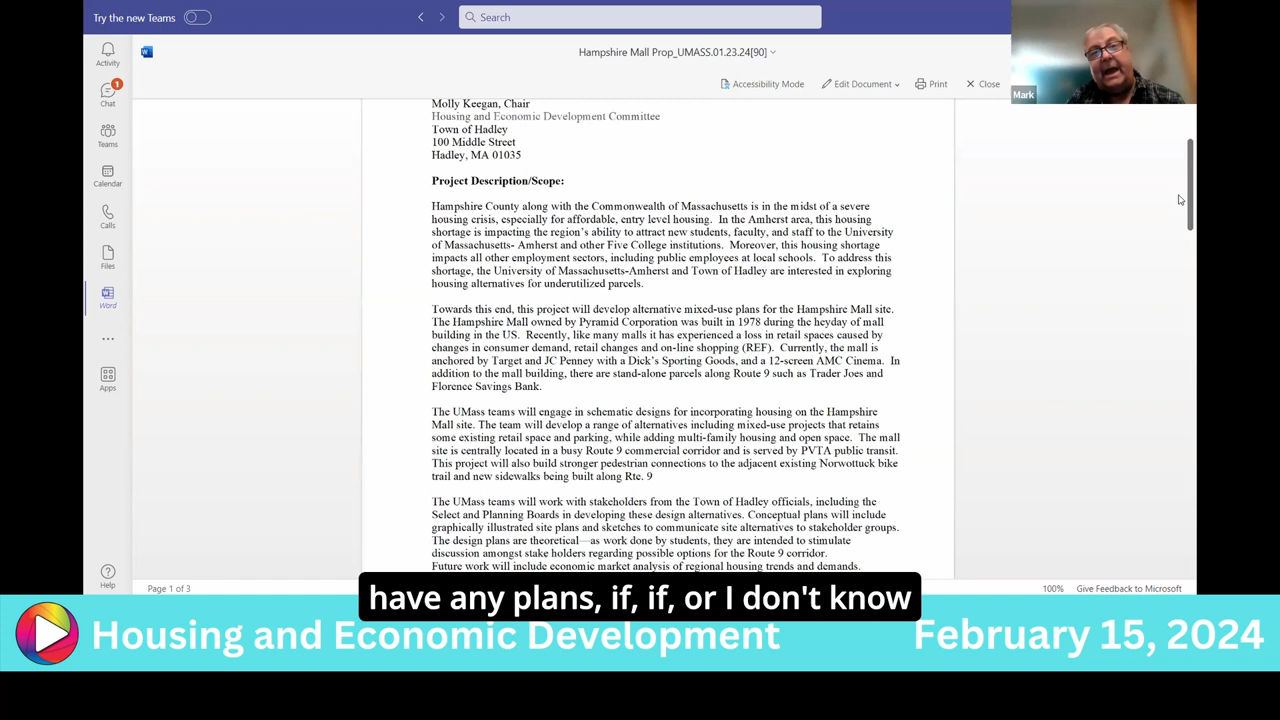 Try the new Teams
Search
Hampshire Mall Prop_UMASS.01.23.24[90]
Accessibility Mode
Edit Document
Print
Close
Mark
Activity
Chat
1
Teams
Calendar
Calls
Files
Word
Apps
Help
Molly Keegan, Chair
Housing and Economic Development Committee
Town of Hadley
100 Middle Street
Hadley, MA 01035
Project Description/Scope:
Hampshire County along with the Commonwealth of Massachusetts is in the midst of a severe
housing crisis, especially for affordable, entry level housing. In the Amherst area, this housing
shortage is impacting the region's ability to attract new students, faculty, and staff to the University
of Massachusetts- Amherst and other Five College institutions. Moreover, this housing shortage
impacts all other employment sectors, including public employees at local schools. To address this
shortage, the University of Massachusetts-Amherst and Town of Hadley are interested in exploring
housing alternatives for underutilized parcels.
Towards this end, this project will develop alternative mixed-use plans for the Hampshire Mall site.
The Hampshire Mall owned by Pyramid Corporation was built in 1978 during the heyday of mall
building in the US. Recently, like many malls it has experienced a loss in retail spaces caused by
changes in consumer demand, retail changes and on-line shopping (REF). Currently, the mall is
anchored by Target and JC Penney with a Dick's Sporting Goods, and a 12-screen AMC Cinema. In
addition to the mall building, there are stand-alone parcels along Route 9 such as Trader Joes and
Florence Savings Bank.
The UMass teams will engage in schematic designs for incorporating housing on the Hampshire
Mall site. The team will develop a range of alternatives including mixed-use projects that retains
some existing retail space and parking, while adding multi-family housing and open space. The mall
site is centrally located in a busy Route 9 commercial corridor and is served by PVTA public transit.
This project will also build stronger pedestrian connections to the adjacent existing Norwottuck bike
trail and new sidewalks being built along Rte. 9
The UMass teams will work with stakeholders from the Town of Hadley officials, including the
Select and Planning Boards in developing these design alternatives. Conceptual plans will include
graphically illustrated site plans and sketches to communicate site alternatives to stakeholder groups.
The design plans are theoretical—as work done by students, they are intended to stimulate
discussion amongst stake holders regarding possible options for the Route 9 corridor.
Future work will include economic market analysis of regional housing trends and demands.
Page 1 of 3
100%
Give Feedback to Microsoft
have any plans, if, if, or I don't know
Housing and Economic Development
February 15, 2024